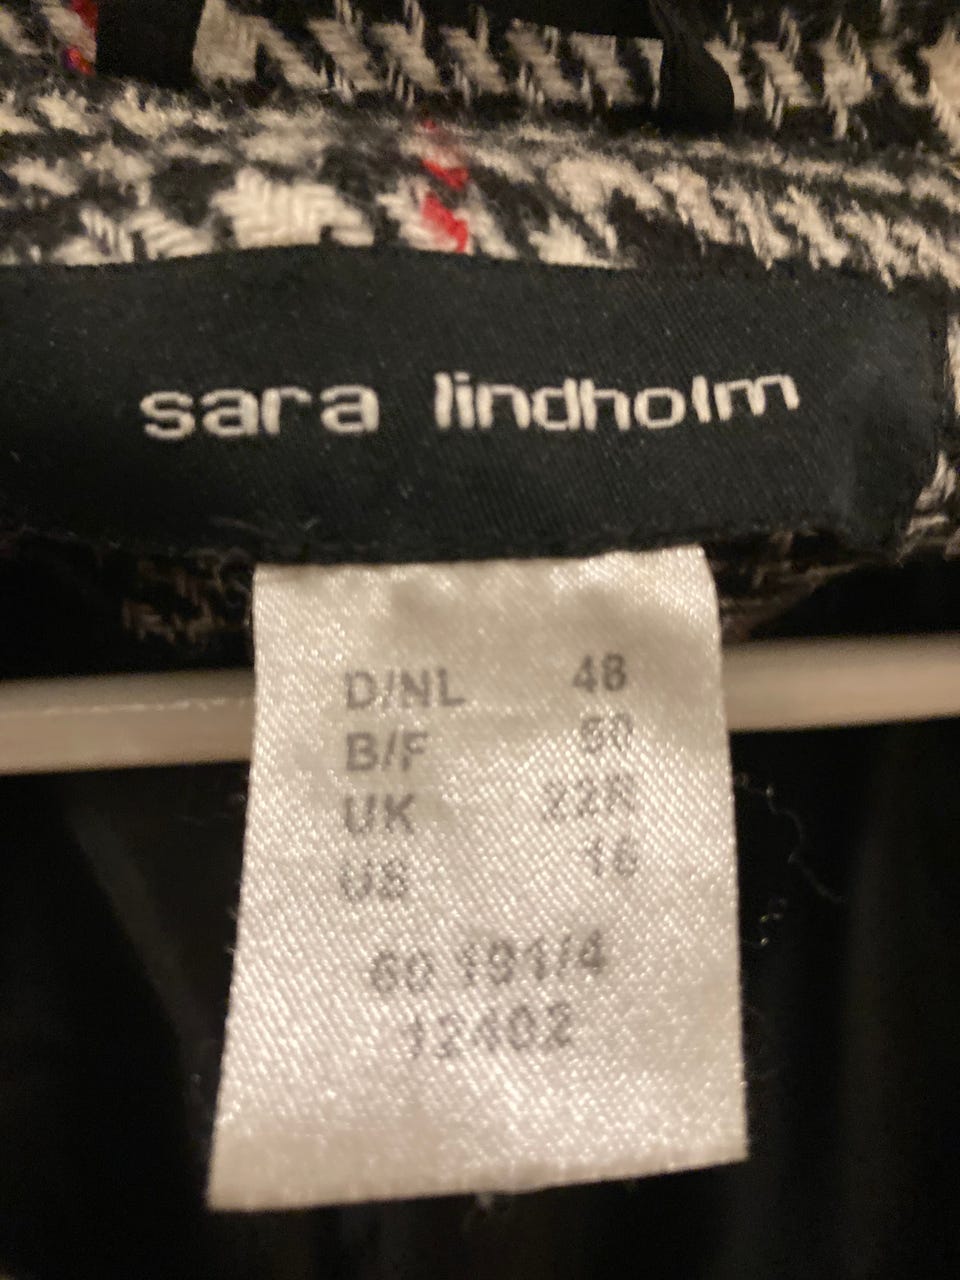 sara lindholm
D/NL 48
B/F 50
UK 22R
US 18
60 191/4
12402